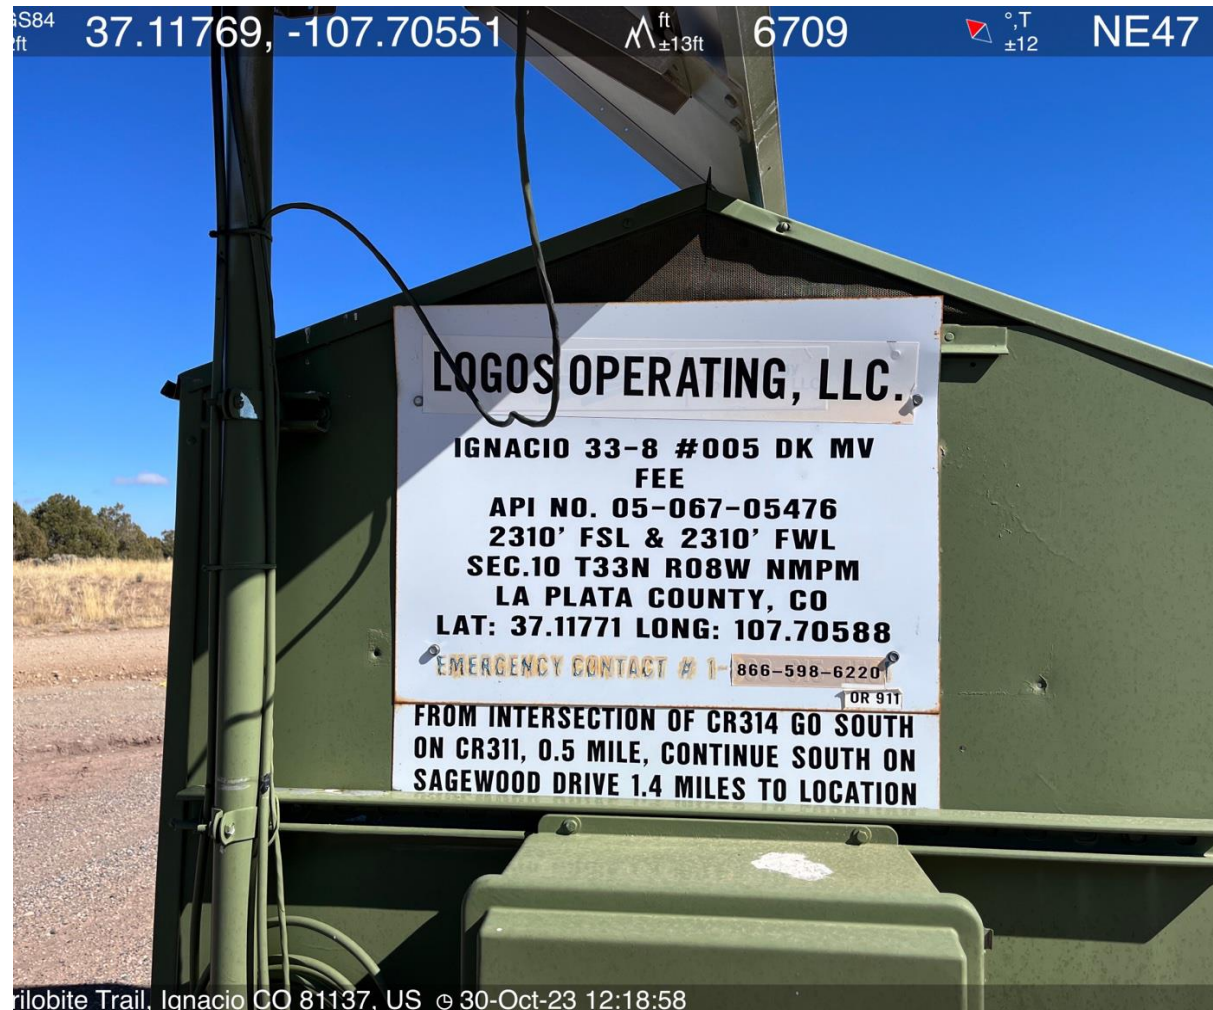 GS84
37.11769, -107.70551
ft
±13ft
6709
°,T
±12
NE47
LOGOS OPERATING, LLC.
IGNACIO 33-8 #005 DK MV
FEE
API NO. 05-067-05476
2310' FSL & 2310' FWL
SEC.10 T33N R08W NMPM
LA PLATA COUNTY, CO
LAT: 37.11771 LONG: 107.70588
EMERGENCY CONTACT # 1-866-598-6220
OR 911
FROM INTERSECTION OF CR314 GO SOUTH
ON CR311, 0.5 MILE, CONTINUE SOUTH ON
SAGEWOOD DRIVE 1.4 MILES TO LOCATION
rilobite Trail, Ignacio CO 81137, US 30-Oct-23 12:18:58